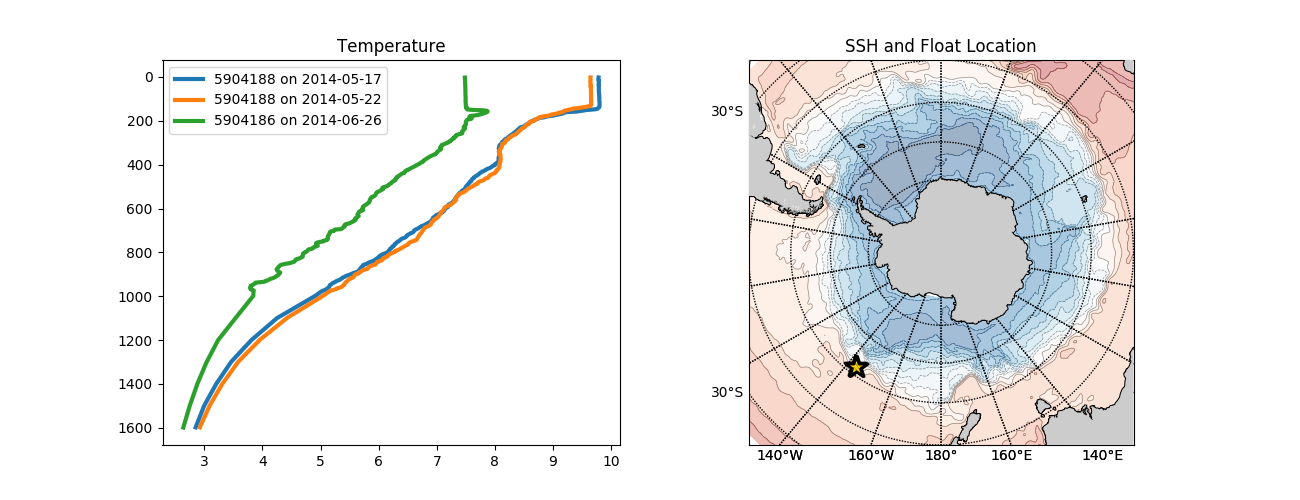 Temperature
5904188 on 2014-05-17
5904188 on 2014-05-22
5904186 on 2014-06-26
0
200
400
600
800
1000
1200
1400
1600
3 4 5 6 7 8 9 10
SSH and Float Location
30°S
30°S
140°W 160°W 180° 160°E 140°E